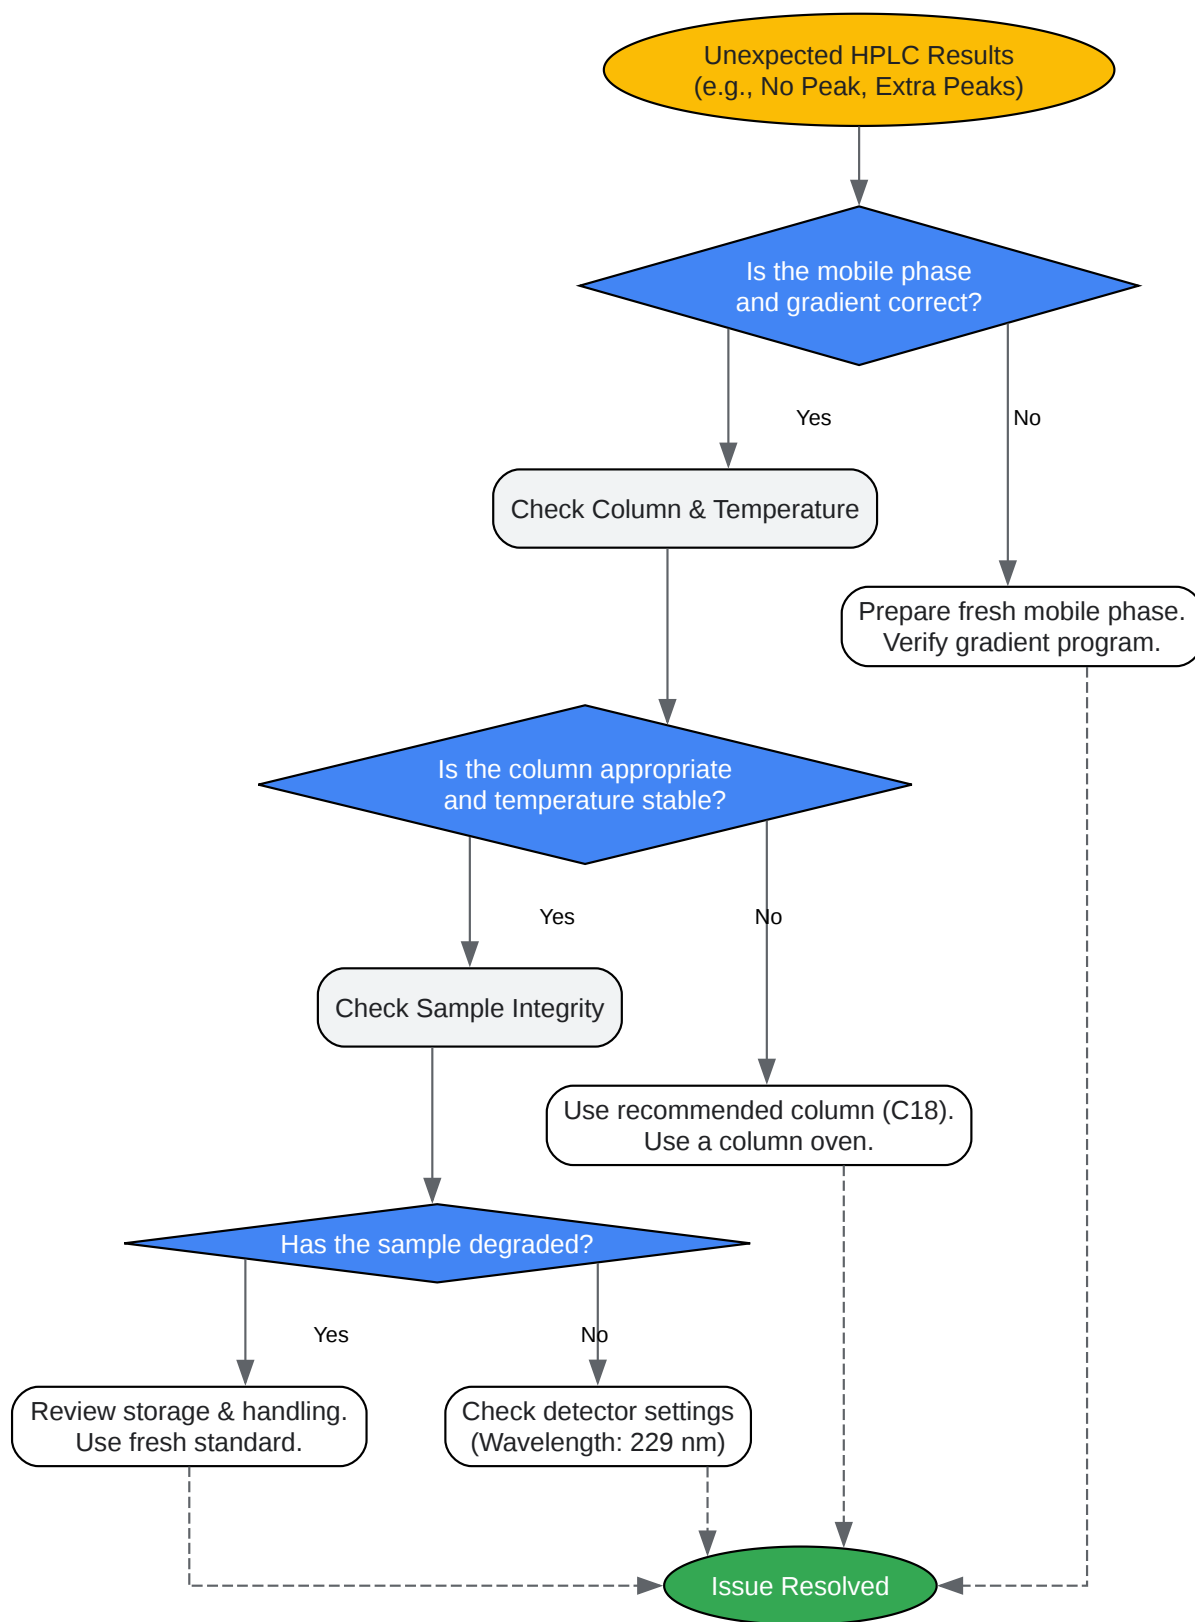 Unexpected HPLC Results
(e.g., No Peak, Extra Peaks)
Is the mobile phase
and gradient correct?
Yes
No
Check Column & Temperature
Prepare fresh mobile phase.
Verify gradient program.
Is the column appropriate
and temperature stable?
Yes
No
Check Sample Integrity
Use recommended column (C18).
Use a column oven.
Has the sample degraded?
Yes
No
Review storage & handling.
Use fresh standard.
Check detector settings
(Wavelength: 229 nm)
Issue Resolved